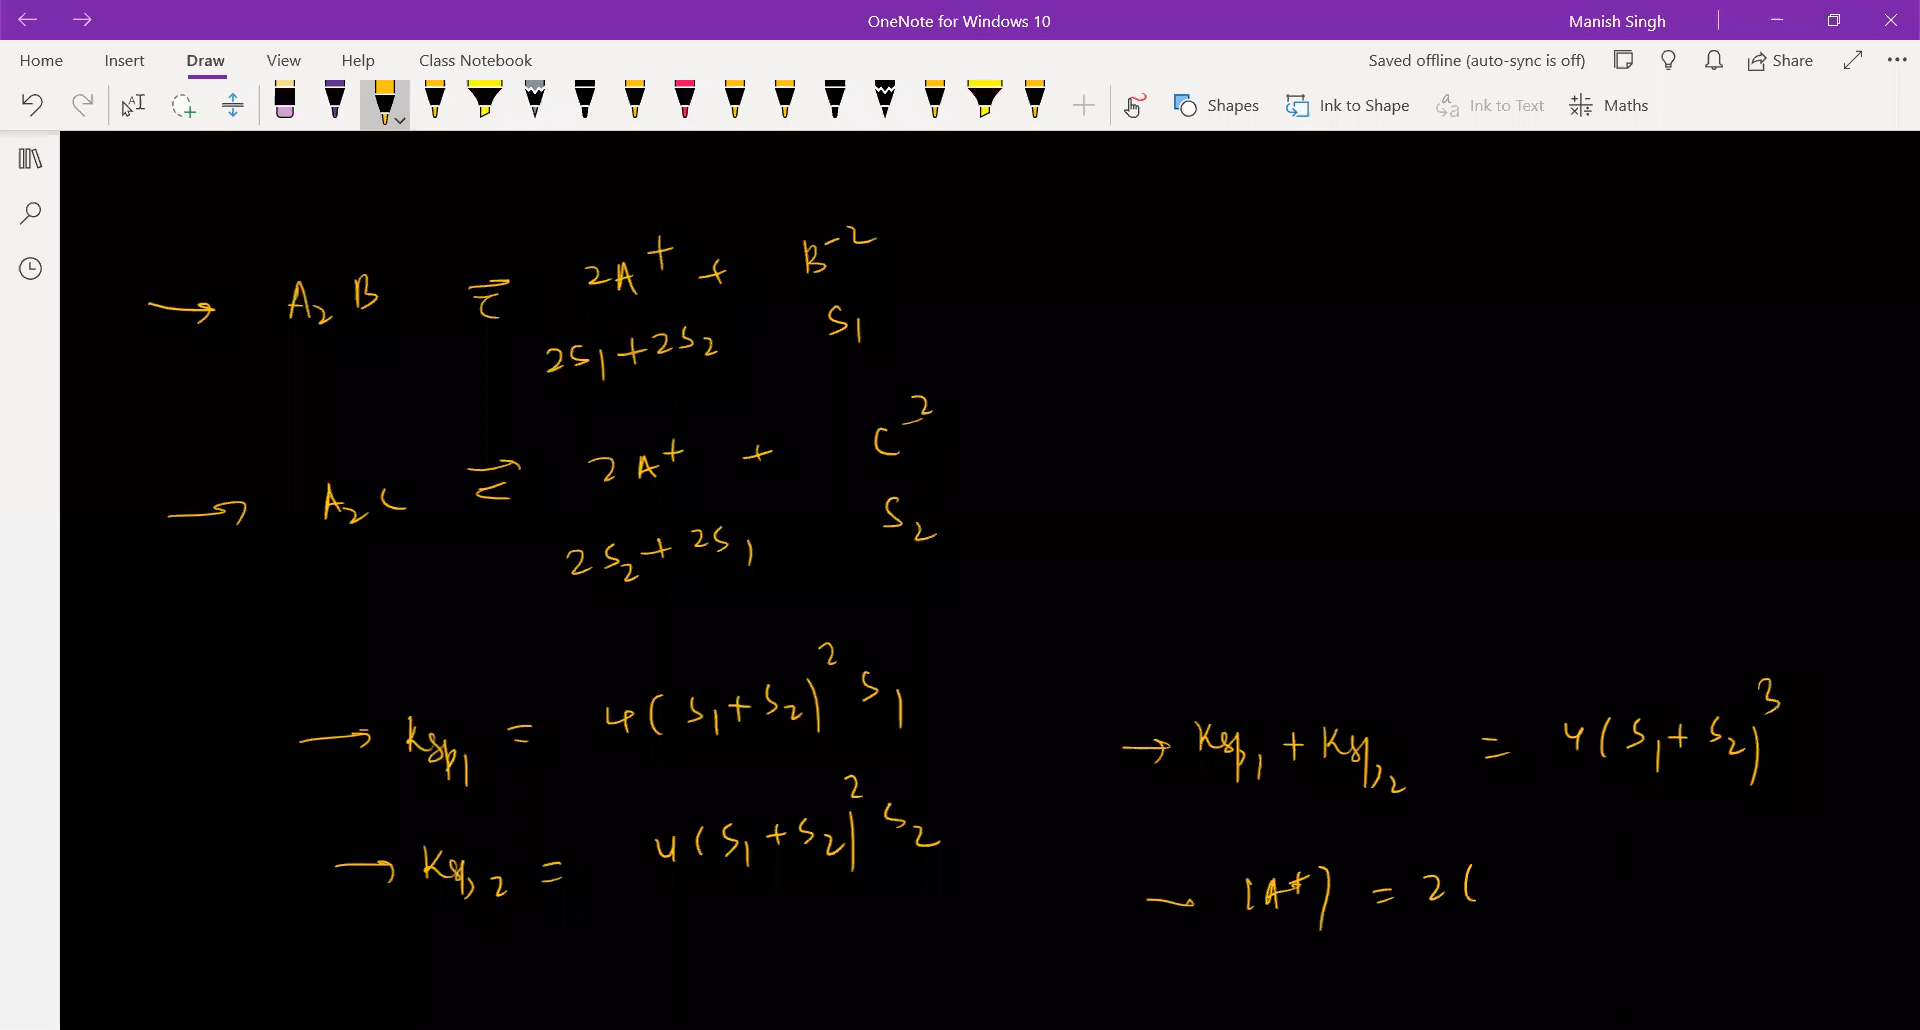 OneNote for Windows 10
Manish Singh
Home Insert Draw View Help Class Notebook
Saved offline (auto-sync is off) Share
Shapes Ink to Shape Ink to Text Maths
→ A₂B ⇌ 2A⁺ + B⁻²
2S₁+2S₂ S₁
→ A₂C ⇌ 2A⁺ + C⁻²
2S₂+2S₁ S₂
→ Ksp₁ = 4(S₁+S₂)² S₁
→ Ksp₂ = 4(S₁+S₂)² S₂
→ Ksp₁ + Ksp₂ = 4(S₁+S₂)³
→ [A⁺] = 2(